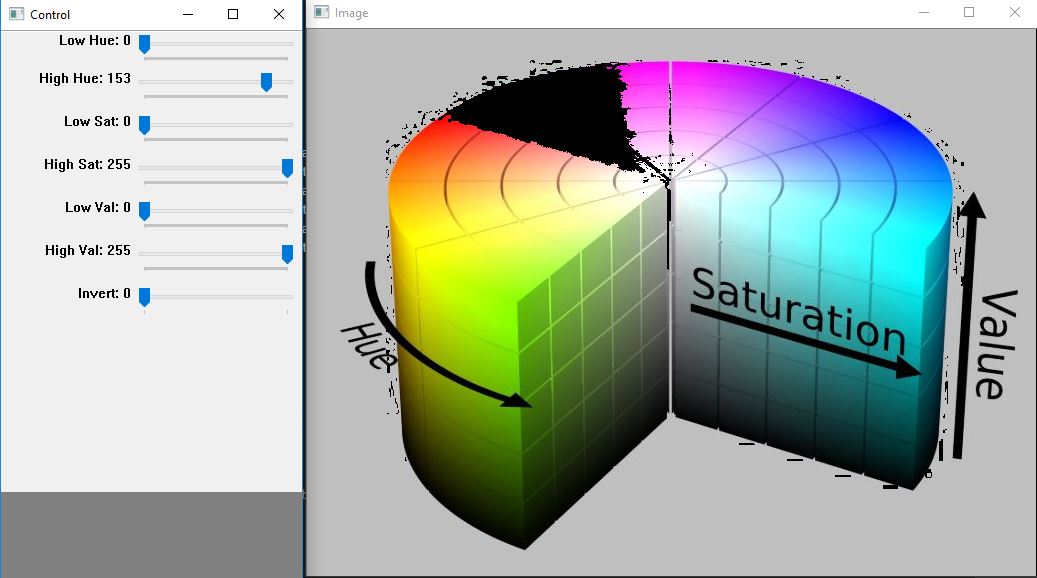 Control
Image
Low Hue: 0
High Hue: 153
Low Sat: 0
High Sat: 255
Low Val: 0
High Val: 255
Invert: 0
Hue
Saturation
Value